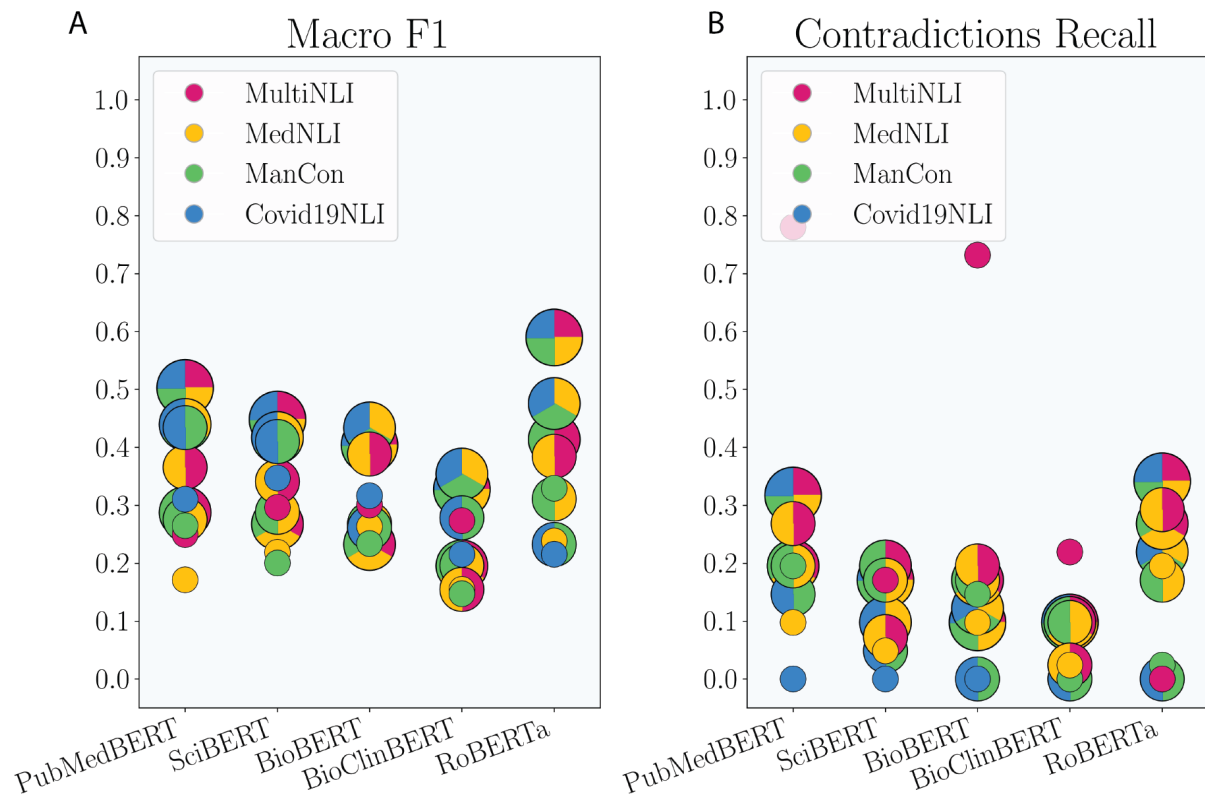 A
Macro F1
MultiNLI
MedNLI
ManCon
Covid19NLI
1.0
0.9
0.8
0.7
0.6
0.5
0.4
0.3
0.2
0.1
0.0
PubMedBERT
SciBERT
BioBERT
BioClinBERT
RoBERTa
B
Contradictions Recall
MultiNLI
MedNLI
ManCon
Covid19NLI
1.0
0.9
0.8
0.7
0.6
0.5
0.4
0.3
0.2
0.1
0.0
PubMedBERT
SciBERT
BioBERT
BioClinBERT
RoBERTa